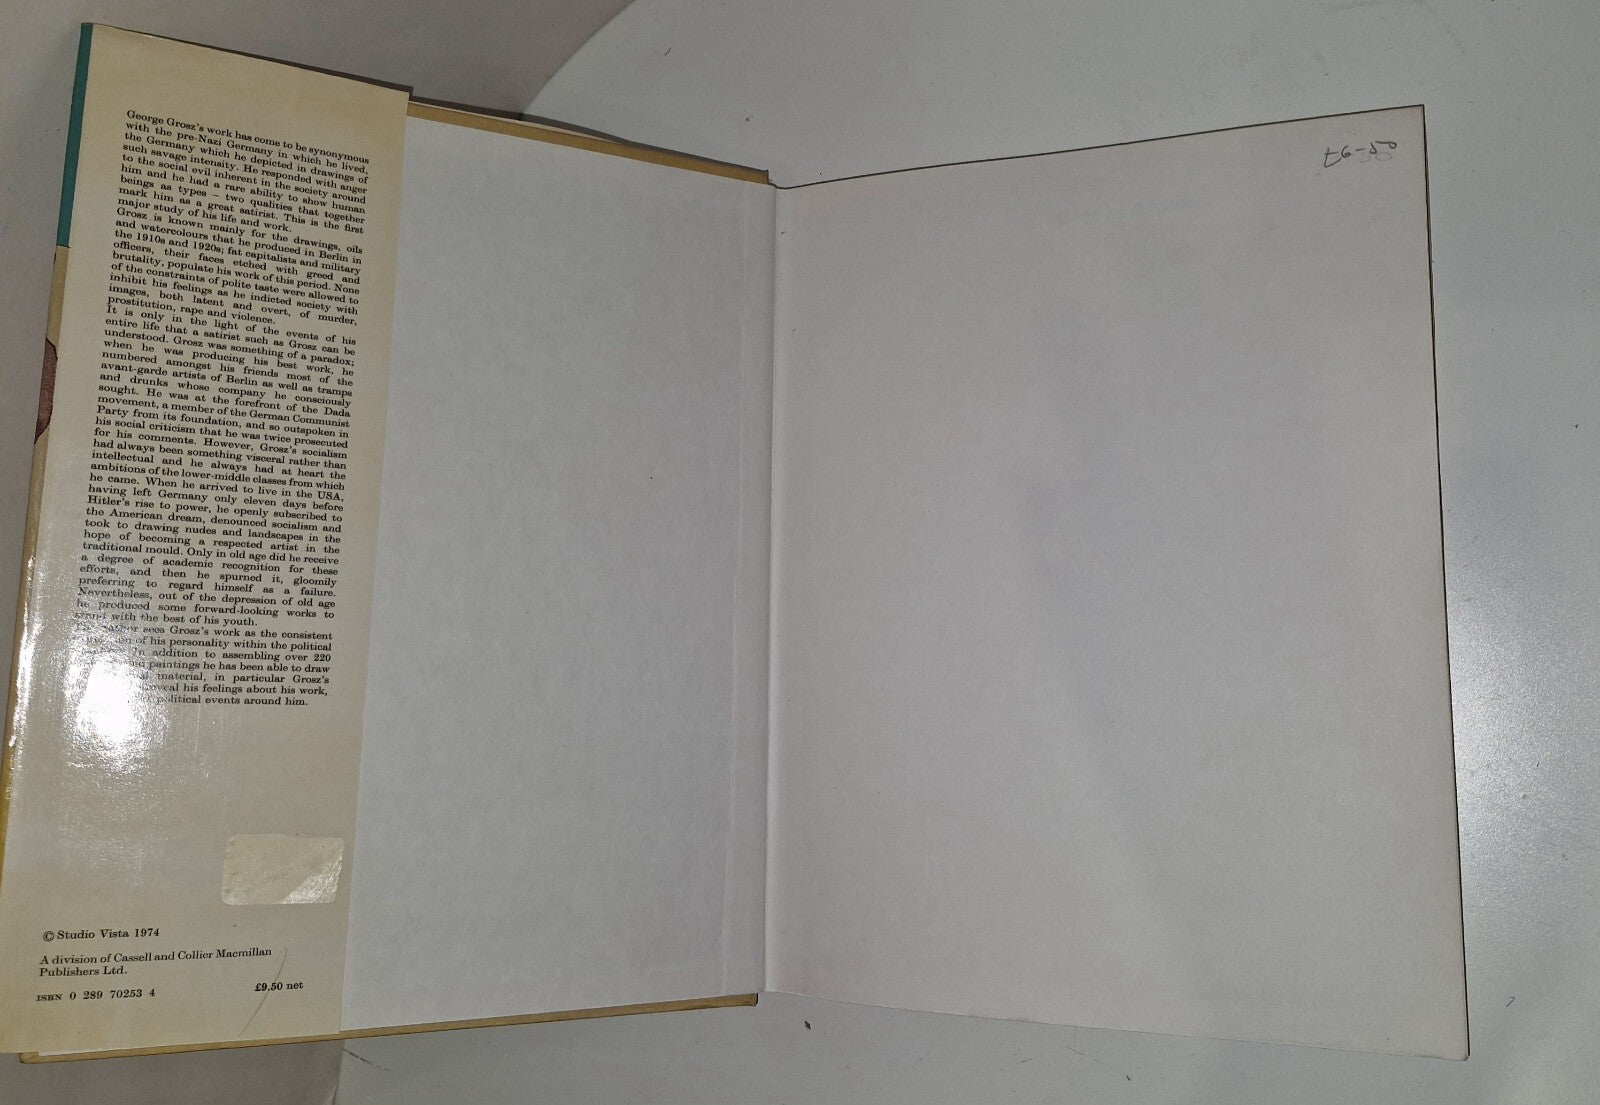 George Grosz's work has come to be synonymous
with the pre-Nazi Germany in which he lived,
the Germany which he depicted in drawings of
such savage intensity. He responded with anger
to the social evil inherent in the society around
him and he had a rare ability to show human
beings as types – two qualities that together
mark him as a great satirist. This is the first
major study of his life and work.
Grosz is known mainly for the drawings, oils
and watercolours that he produced in Berlin in
the 1910s and 1920s; fat capitalists and military
officers, their faces etched with greed and
brutality, populate his work of this period. None
of the constraints of polite taste were allowed to
inhibit his feelings as he indicted society with
images, both latent and overt, of murder,
prostitution, rape and violence.
It is only in the light of the events of his
entire life that a satirist such as Grosz can be
understood. Grosz was something of a paradox;
when he was producing his best work, he
numbered amongst his friends most of the
avant-garde artists of Berlin as well as tramps
and drunks whose company he consciously
sought. He was at the forefront of the Dada
movement, a member of the German Communist
Party from its foundation, and so outspoken in
his social criticism that he was twice prosecuted
for his comments. However, Grosz's socialism
had always been something visceral rather than
intellectual and he always had at heart the
ambitions of the lower-middle classes from which
he came. When he arrived to live in the USA,
having left Germany only eleven days before
Hitler's rise to power, he openly subscribed to
the American dream, denounced socialism and
took to drawing nudes and landscapes in the
hope of becoming a respected artist in the
traditional mould. Only in old age did he receive
a degree of academic recognition for these
efforts, and then he spurned it, gloomily
preferring to regard himself as a failure.
Nevertheless, out of the depression of old age
he produced some forward-looking works to
stand with the best of his youth.
author sees Grosz's work as the consistent
of his personality within the political
In addition to assembling over 220
paintings he has been able to draw
material, in particular Grosz's
reveal his feelings about his work,
political events around him.
© Studio Vista 1974
A division of Cassell and Collier Macmillan
Publishers Ltd.
ISBN 0 289 70253 4
£9.50 net
£6-50